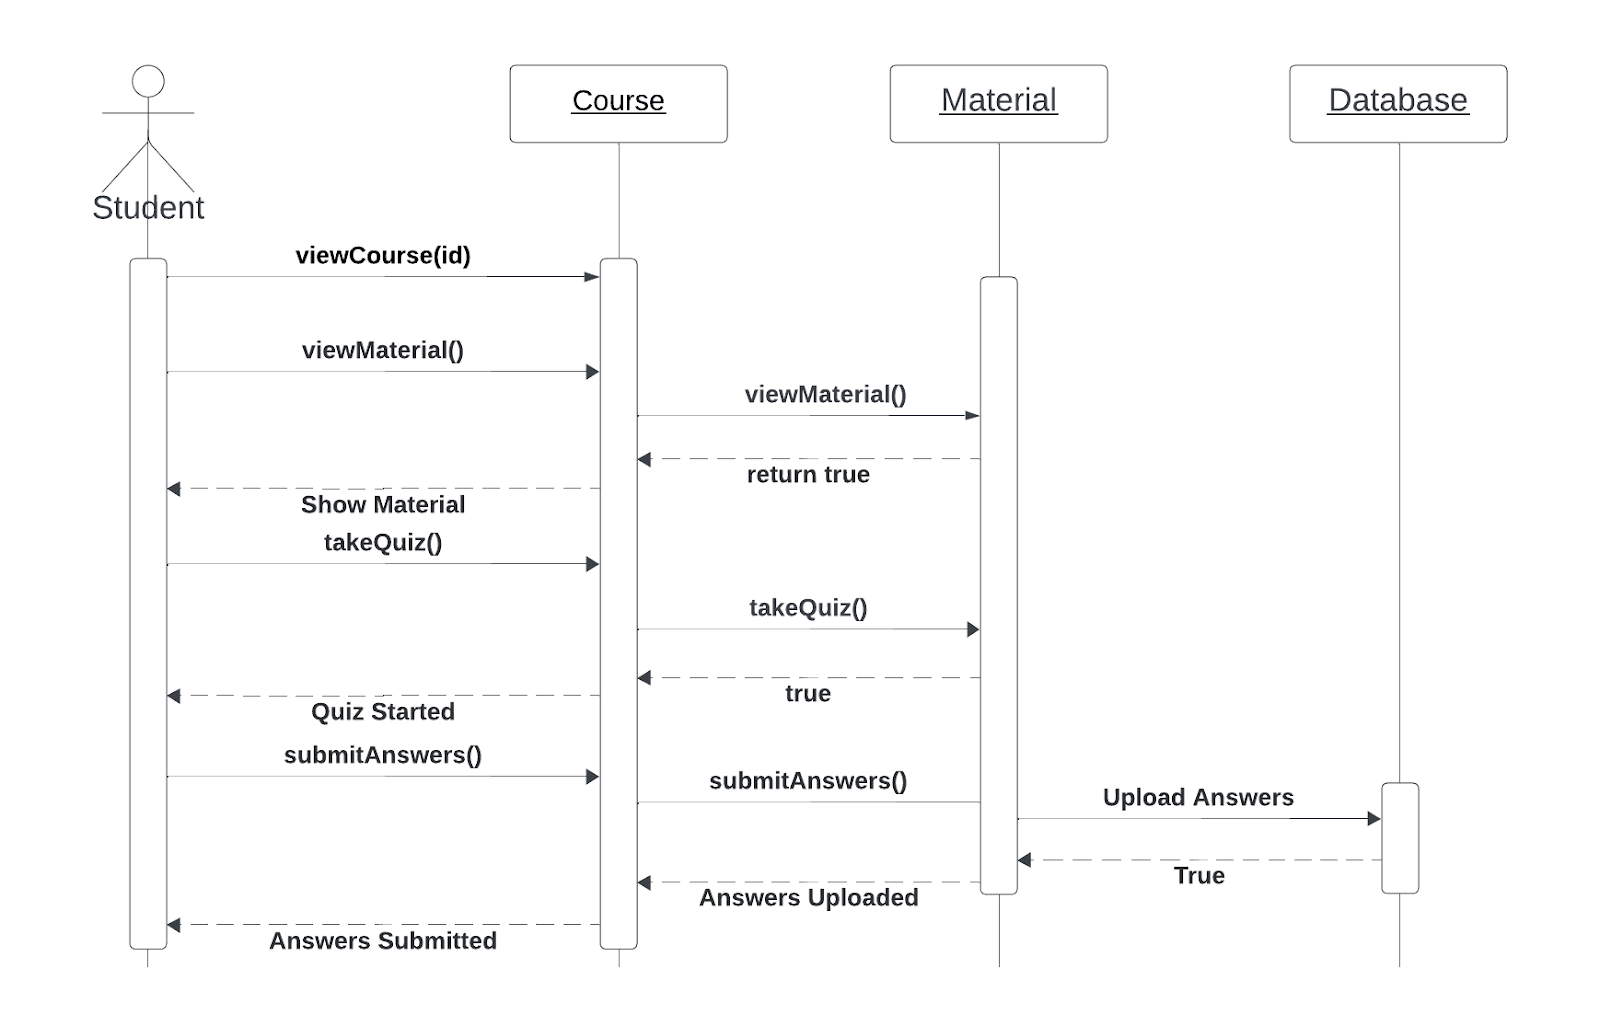 Course
Material
Database
Student
viewCourse(id)
viewMaterial()
viewMaterial()
return true
Show Material
takeQuiz()
takeQuiz()
true
Quiz Started
submitAnswers()
submitAnswers()
Upload Answers
True
Answers Uploaded
Answers Submitted